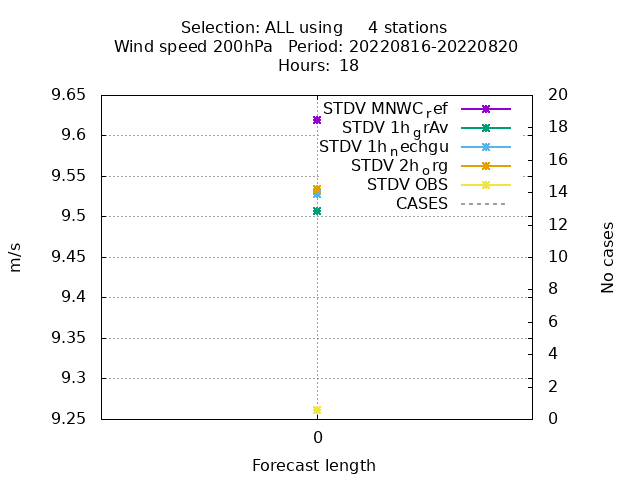 Selection: ALL using 4 stations
Wind speed 200hPa Period: 20220816-20220820
Hours: 18
9.65
9.6
9.55
9.5
9.45
9.4
9.35
9.3
9.25
20
18
16
14
12
10
8
6
4
2
0
STDV MNWC_ref
STDV 1h_grAv
STDV 1h_nechgu
STDV 2h_org
STDV OBS
CASES
m/s
No cases
0
Forecast length